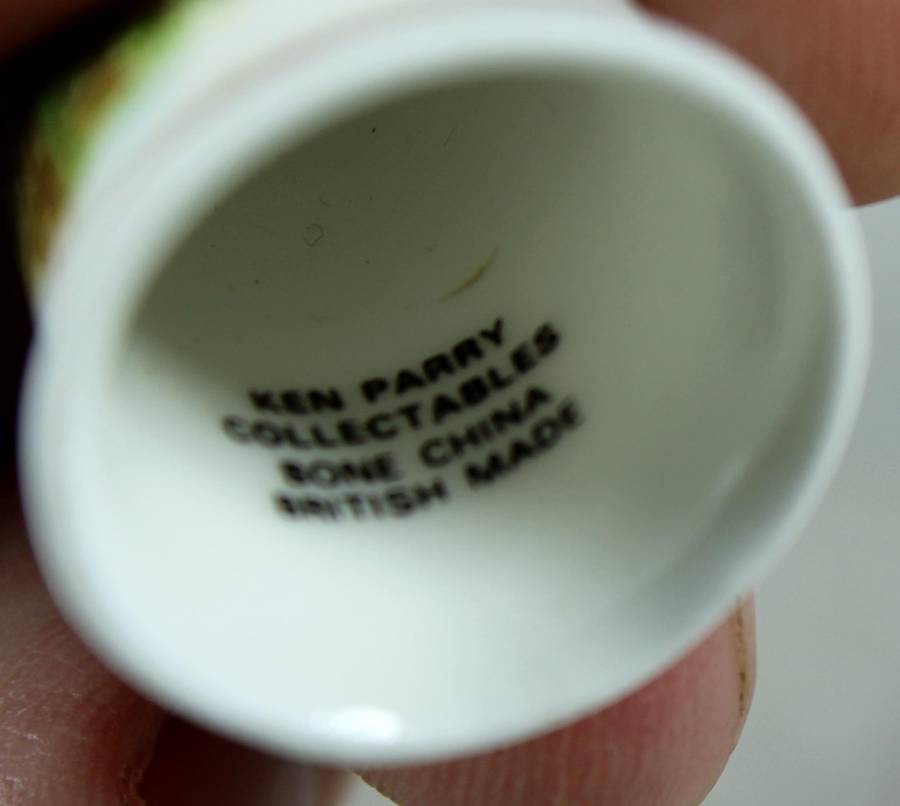 KEN PARRY
COLLECTABLES
BONE CHINA
BRITISH MADE